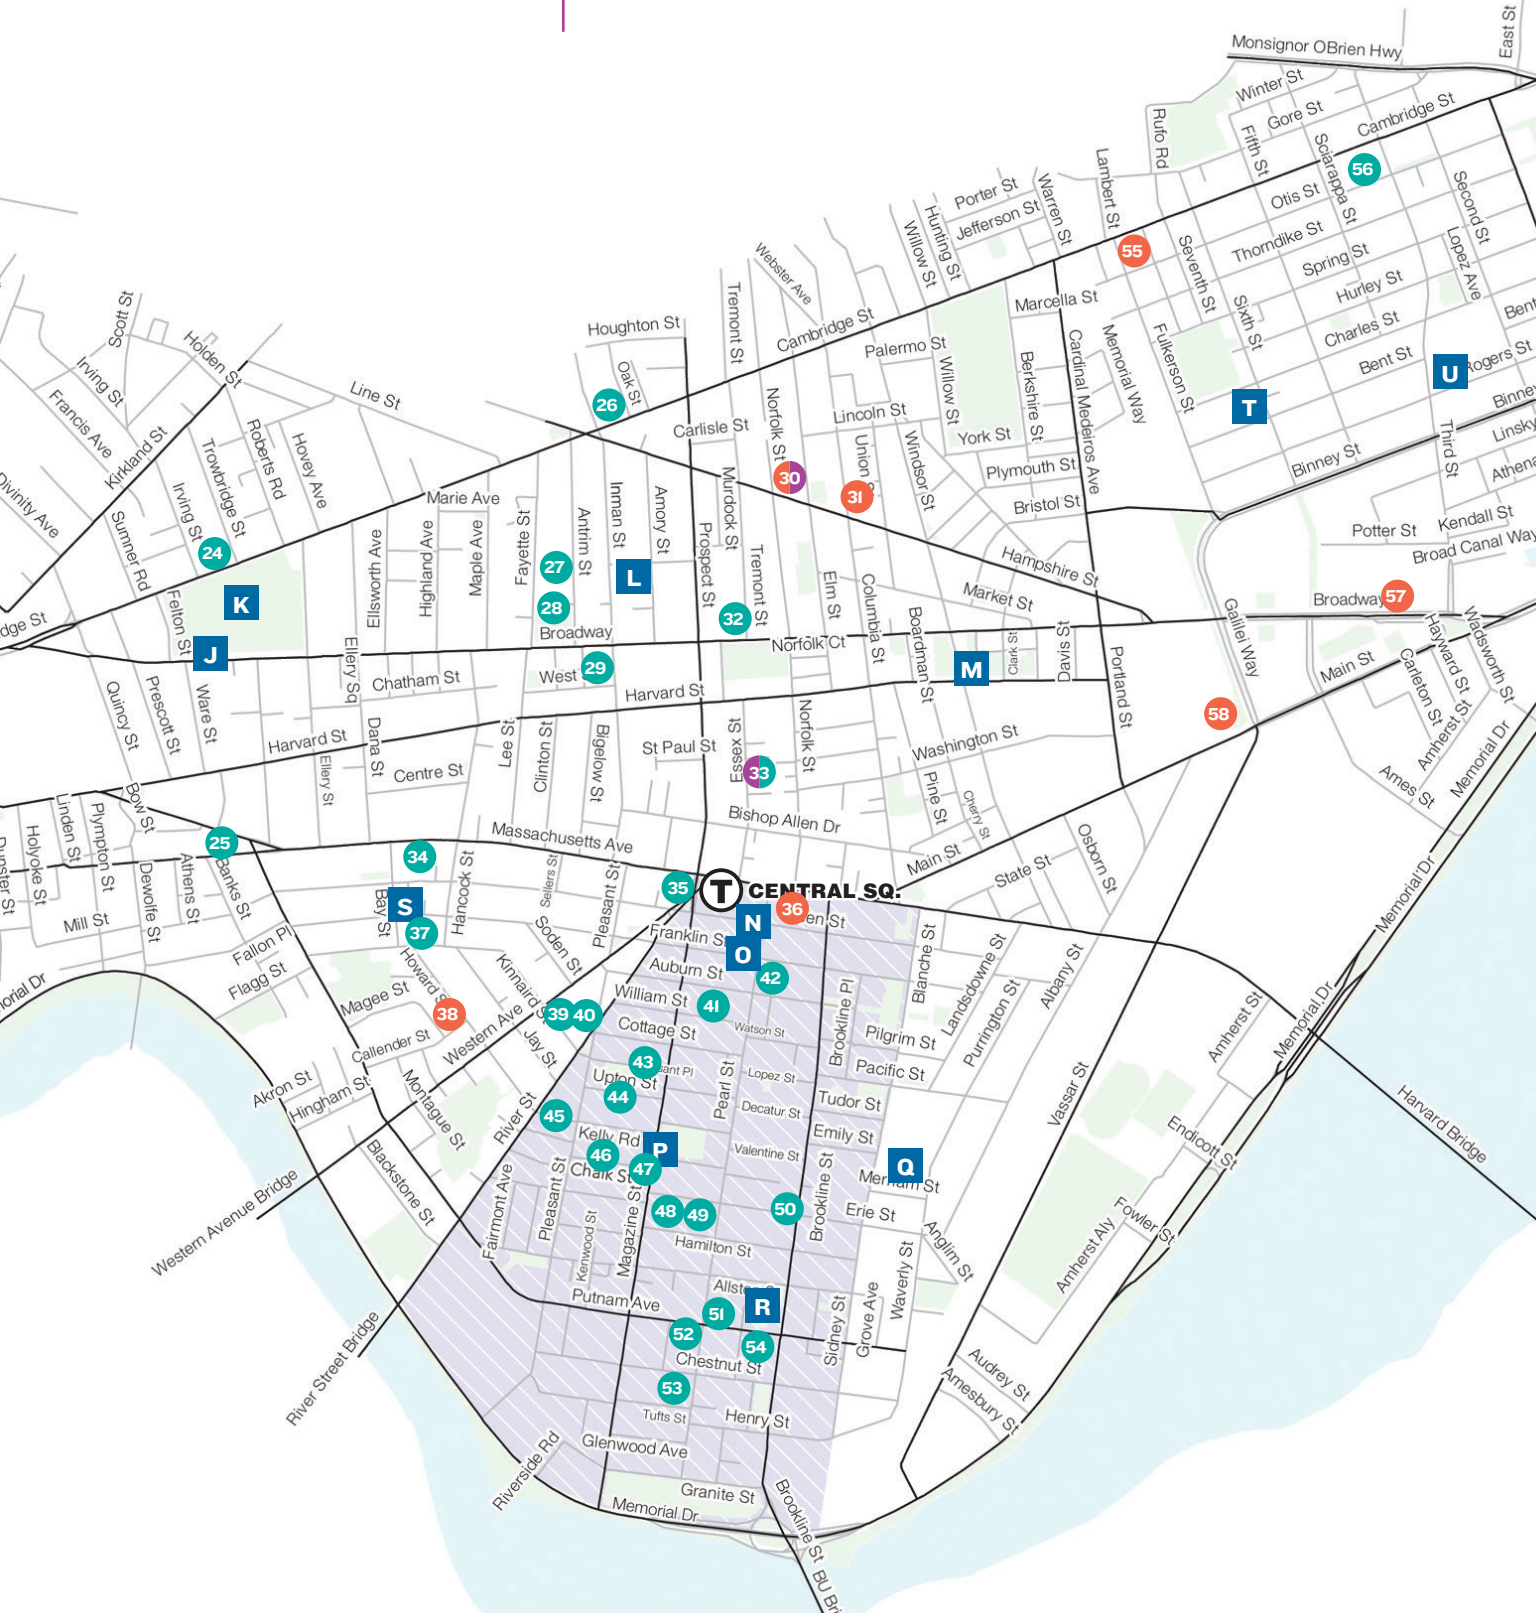 Monsignor OBrien Hwy
East St
Winter St
Gore St
Cambridge St
Rufo Rd
Fifth St
Sciarappa St
56
Otis St
Second St
Lambert St
Porter St
Warren St
Hunting St
Jefferson St
Willow St
55
Thorndike St
Seventh St
Spring St
Lopez Ave
Webster Ave
Tremont St
Marcella St
Hurley St
Sixth St
Bent
Scott St
Houghton St
Cambridge St
Palermo St
Cardinal Medeiros Ave
Memorial Way
Fulkerson St
Charles St
Bent St
U
Rogers St
Holden St
Irving St
Francis Ave
Line St
Oak St
26
Norfolk St
Lincoln St
Willow St
Berkshire St
T
Binney
Linsky
Carlisle St
York St
Kirkland St
Roberts Rd
Trowbridge St
Hovey Ave
Union S
Windsor St
Plymouth St
Binney St
Third St
Athena
Divinity Ave
Irving St
Marie Ave
30
31
Bristol St
Kendall St
Potter St
Broad Canal Way
Sumner Rd
24
Ellsworth Ave
Highland Ave
Maple Ave
Fayette St
Antrim St
Inman St
Amory St
Prospect St
Murdock St
Tremont St
Hampshire St
27
L
K
28
32
Elm St
Columbia St
Market St
Broadway
57
dge St
Felton St
Broadway
Norfolk Ct
Boardman St
Clark St
Davis St
Galilei Way
Hayward St
Wadsworth St
J
Ellery Sq
Chatham St
West
29
Harvard St
M
Portland St
Main St
Carleton St
Amherst St
Quincy St
Prescott St
Ware St
Harvard St
Dana St
Lee St
Clinton St
Bigelow St
St Paul St
Essex St
Norfolk St
Washington St
58
Memorial Dr
Ellery St
Centre St
33
Pine St
Cherry St
Ames St
Bow St
Linden St
Plympton St
Holyoke St
Dunster St
Bishop Allen Dr
Massachusetts Ave
Main St
Osborn St
25
34
Dewolfe St
Athens St
Banks St
Hancock St
Sellers St
Pleasant St
35
T
CENTRAL SQ.
State St
Memorial Dr
S
Bay St
Mill St
37
Soden St
Franklin St
N
36
en St
O
Blanche St
Landsdowne St
Albany St
Fallon Pl
Flagg St
Howard S
Kinnaird St
Auburn St
42
Purrington St
orial Dr
Magee St
38
39
40
William St
41
Brookline Pl
Pilgrim St
Amherst St
Memorial Dr
Callender St
Western Ave
Jay St
Cottage St
Watson St
Akron St
Hingham St
Montague St
43
sant Pl
Upton St
44
Pearl St
Lopez St
Pacific St
Vassar St
Harvard Bridge
45
River St
Decatur St
Tudor St
Endicott St
Kelly Rd
P
Emily St
Blackstone St
46
47
Chalk St
Valentine St
Q
Merriam St
Western Avenue Bridge
Fairmont Ave
Pleasant St
Kenwood St
Magazine St
48
49
50
Brookline St
Erie St
Anglim St
Fowler St
Amherst Aly
Hamilton St
Waverly St
Putnam Ave
Allston S
R
51
52
54
Sidney St
Grove Ave
River Street Bridge
Chestnut St
53
Audrey St
Amesbury St
Tufts St
Henry St
Riverside Rd
Glenwood Ave
Granite St
Memorial Dr
Brookline St
BU Bri